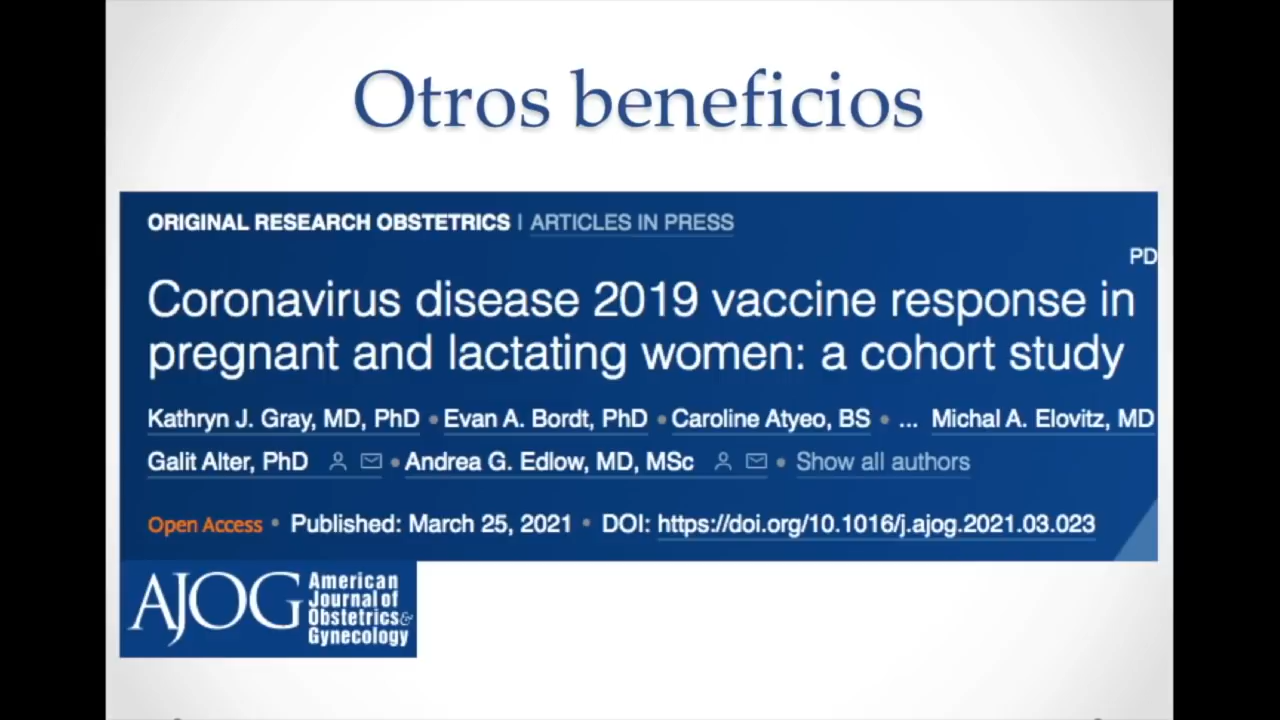 Otros beneficios
ORIGINAL RESEARCH OBSTETRICS | ARTICLES IN PRESS
PD
Coronavirus disease 2019 vaccine response in
pregnant and lactating women: a cohort study
Kathryn J. Gray, MD, PhD • Evan A. Bordt, PhD • Caroline Atyeo, BS • ... Michal A. Elovitz, MD
Galit Alter, PhD • Andrea G. Edlow, MD, MSc • Show all authors
Open Access • Published: March 25, 2021 • DOI: https://doi.org/10.1016/j.ajog.2021.03.023
AJOG
American
Journal of
Obstetrics&
Gynecology